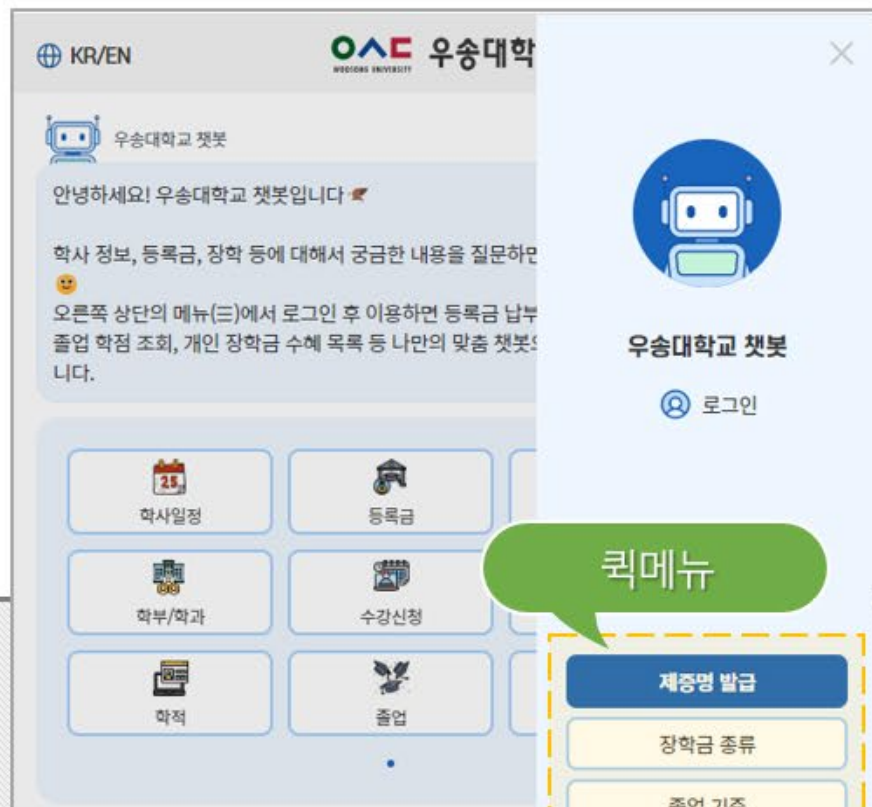 KR/EN
우송대학
WOOSONG UNIVERSITY
우송대학교 챗봇
안녕하세요! 우송대학교 챗봇입니다
학사 정보, 등록금, 장학 등에 대해서 궁금한 내용을 질문하면
오른쪽 상단의 메뉴(三)에서 로그인 후 이용하면 등록금 납부
졸업 학점 조회, 개인 장학금 수혜 목록 등 나만의 맞춤 챗봇으
니다.
25
학사일정
등록금
학부/학과
수강신청
학적
졸업
우송대학교 챗봇
로그인
퀵메뉴
제증명 발급
장학금 종류
졸업 기준